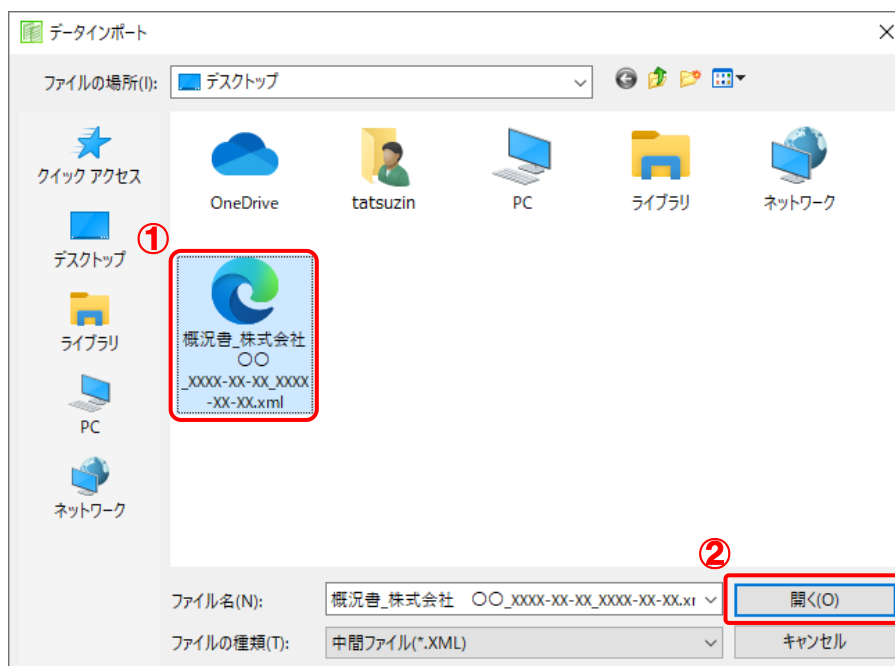 データインポート
ファイルの場所(I):
デスクトップ
クイック アクセス
デスクトップ
ライブラリ
PC
ネットワーク
OneDrive
tatsuzin
PC
ライブラリ
ネットワーク
①
概況書_株式会社
〇〇
_XXXX-XX-XX_XXXX
-XX-XX.xml
②
ファイル名(N):
概況書_株式会社　〇〇_XXXX-XX-XX_XXXX-XX-XX.xr
開く(O)
ファイルの種類(T):
中間ファイル(*.XML)
キャンセル